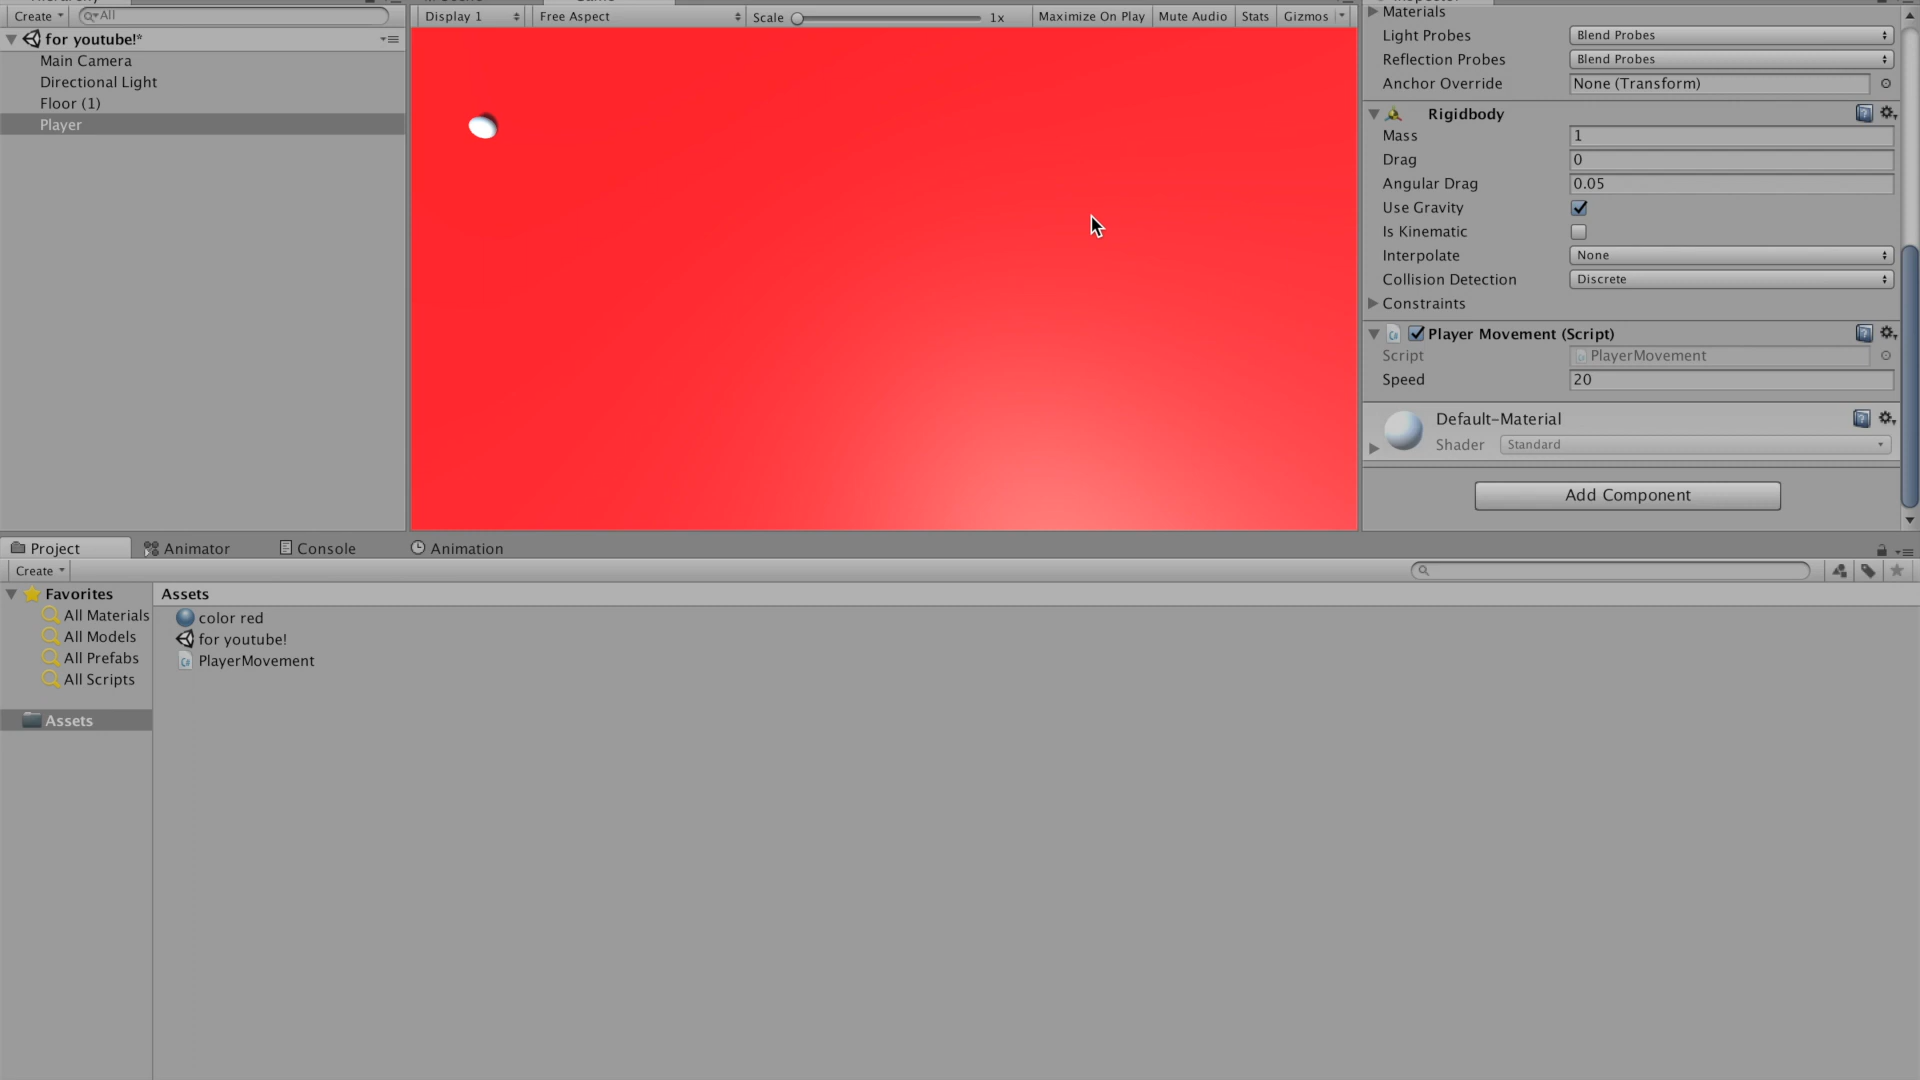 Create
All
for youtube!*
Main Camera
Directional Light
Floor (1)
Player
Display 1
Free Aspect
Scale
1x
Maximize On Play
Mute Audio
Stats
Gizmos
Materials
Light Probes
Blend Probes
Reflection Probes
Blend Probes
Anchor Override
None (Transform)
Rigidbody
Mass
1
Drag
0
Angular Drag
0.05
Use Gravity
Is Kinematic
Interpolate
None
Collision Detection
Discrete
Constraints
Player Movement (Script)
Script
PlayerMovement
Speed
20
Default-Material
Shader
Standard
Add Component
Project
Animator
Console
Animation
Create
Favorites
All Materials
All Models
All Prefabs
All Scripts
Assets
Assets
color red
for youtube!
PlayerMovement